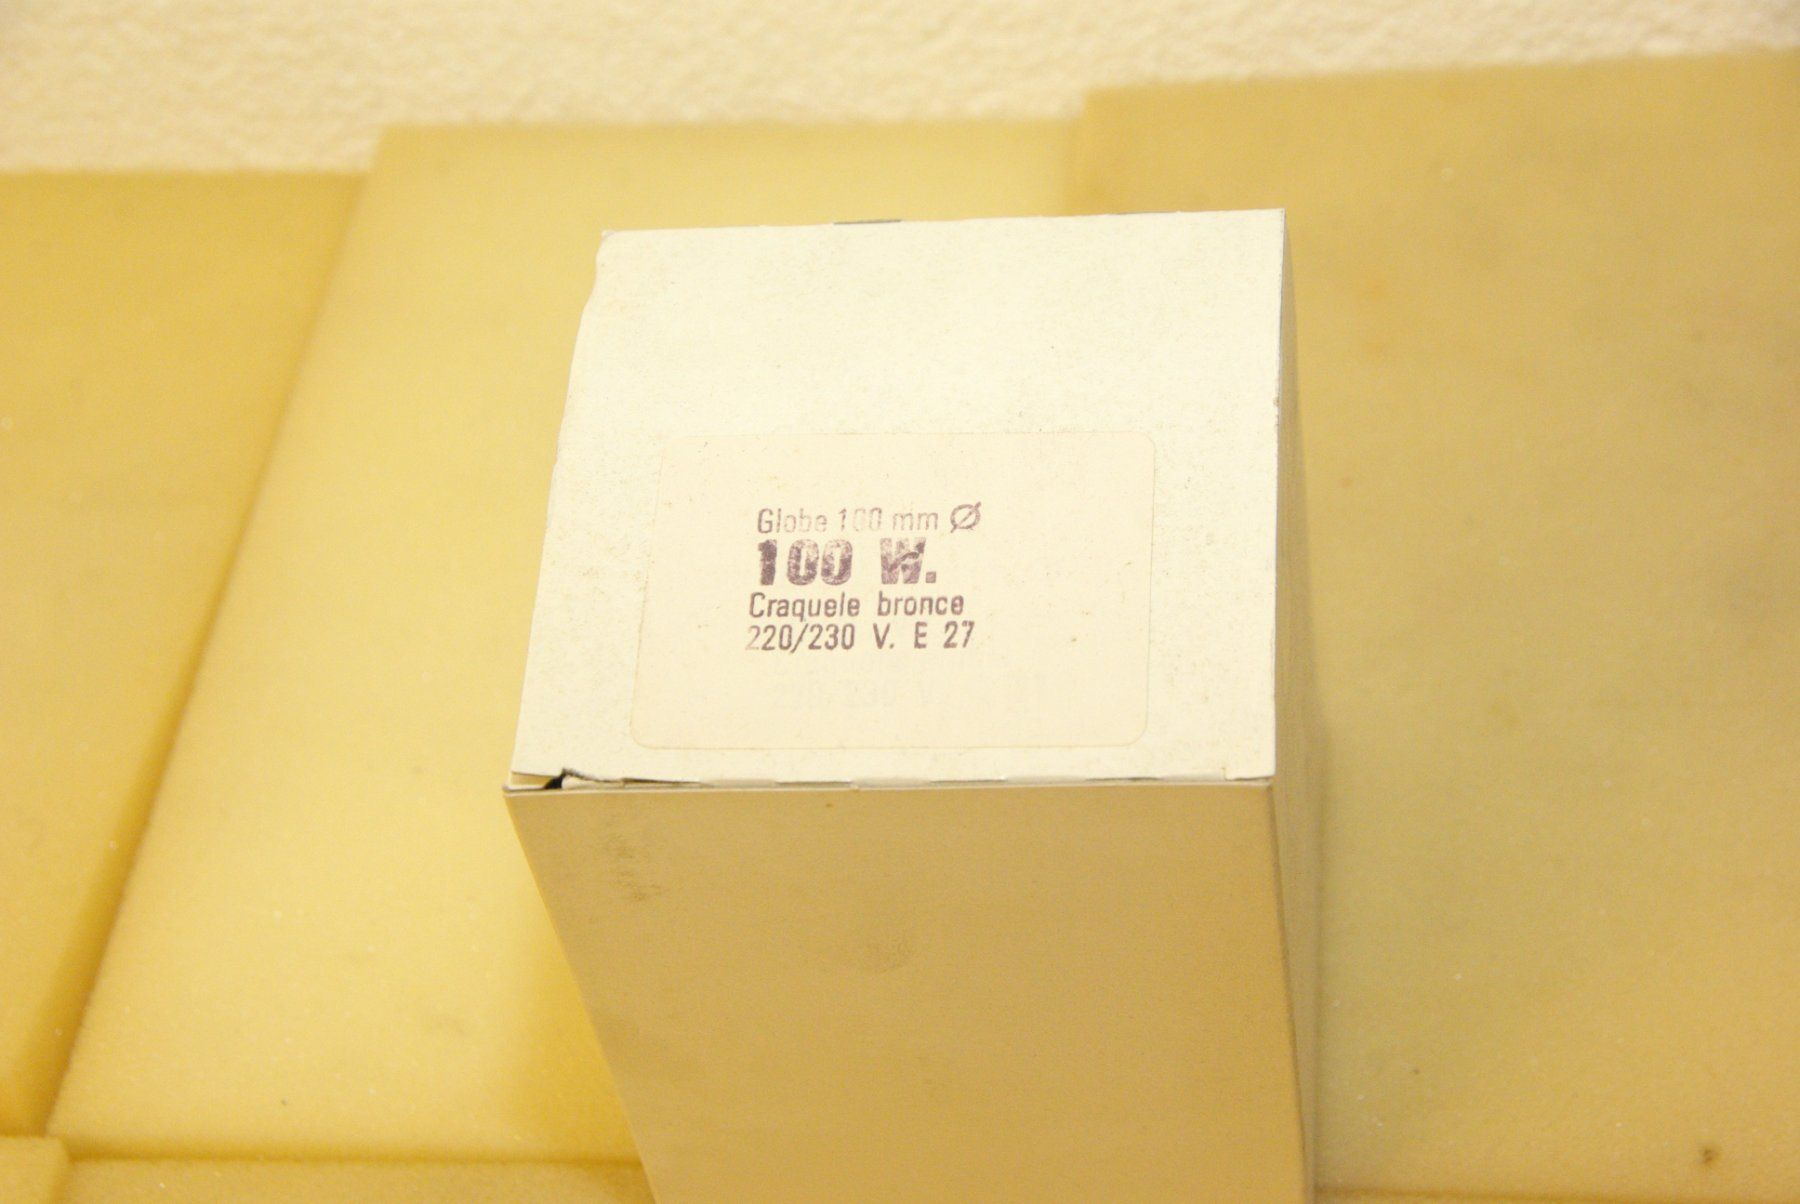 Globe 100 mm Ø
100 W.
Craquele bronce
220/230 V. E 27